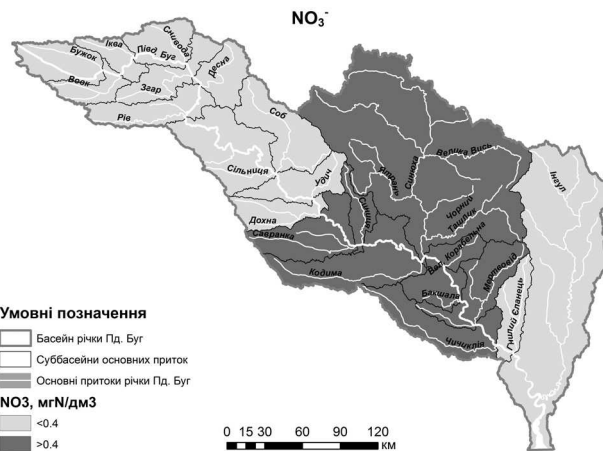 NO₃⁻
Снивода
Іква
Бужок
Півд. Буг
Десна
Вовк
Згар
Рів
Соб
Сільниця
Удич
Дохна
Савранка
Синиця
Ятрань
Синюха
Велика Вись
Чорний
Ташлик
Вел. Корабельна
Мертвовід
Кодима
Бакшала
Чичиклія
Гнилий Єланець
Інгул
Умовні позначення
Басейн річки Пд. Буг
Суббасейни основних приток
Основні притоки річки Пд. Буг
NO3, мгN/дм3
<0.4
>0.4
0 15 30 60 90 120
км